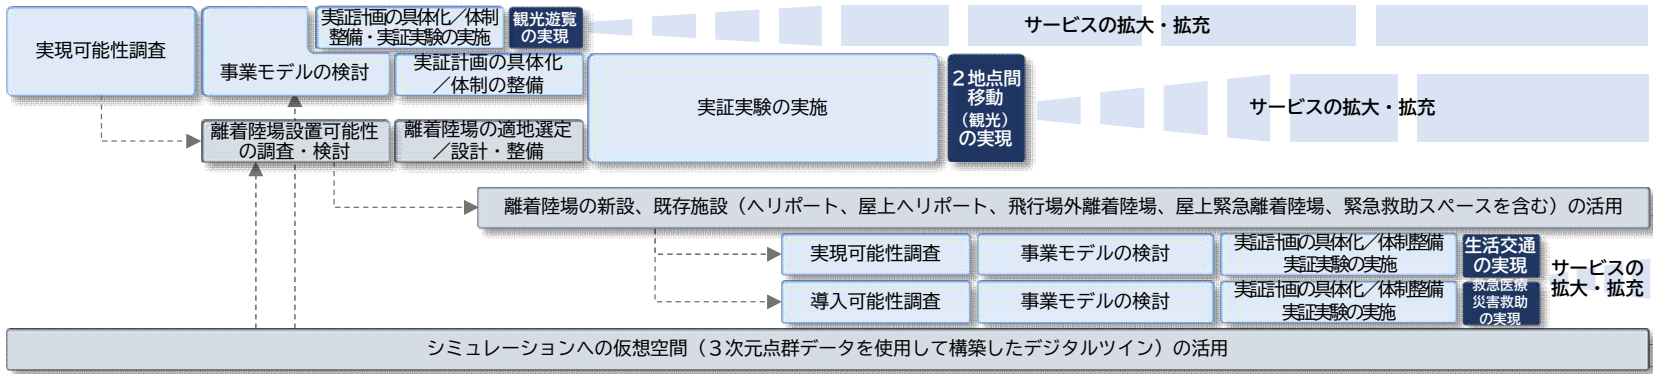 実現可能性調査
事業モデルの検討
実証計画の具体化／体制
整備・実証実験の実施
観光遊覧
の実現
サービスの拡大・拡充
実証計画の具体化
／体制の整備
実証実験の実施
２地点間
移動
（観光）
の実現
サービスの拡大・拡充
離着陸場設置可能性
の調査・検討
離着陸場の適地選定
／設計・整備
離着陸場の新設、既存施設（ヘリポート、屋上ヘリポート、飛行場外離着陸場、屋上緊急離着陸場、緊急救助スペースを含む）の活用
実現可能性調査
事業モデルの検討
実証計画の具体化／体制整備
実証実験の実施
生活交通
の実現
サービスの
拡大・拡充
導入可能性調査
事業モデルの検討
実証計画の具体化／体制整備
実証実験の実施
救急医療
災害救助
の実現
シミュレーションへの仮想空間（３次元点群データを使用して構築したデジタルツイン）の活用